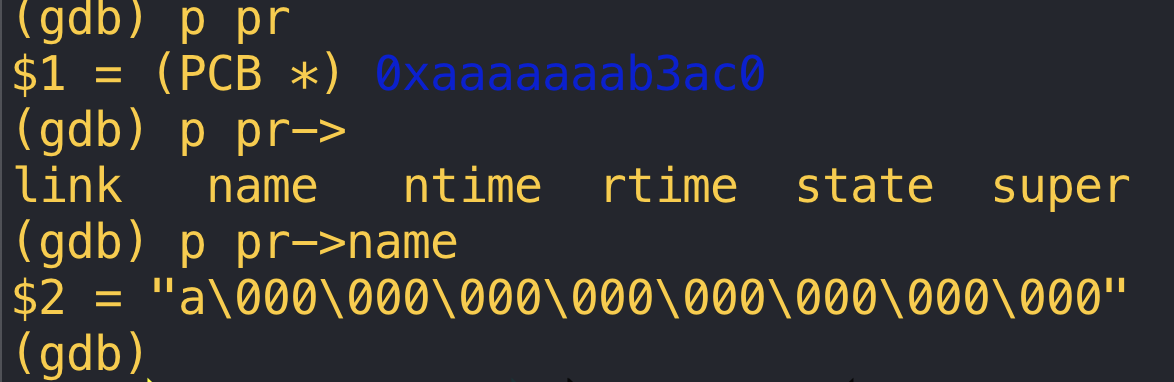 (gdb) p pr
$1 = (PCB *) 0xaaaaaaab3ac0
(gdb) p pr->
link   name   ntime  rtime  state  super
(gdb) p pr->name
$2 = "a\000\000\000\000\000\000\000\000"
(gdb)